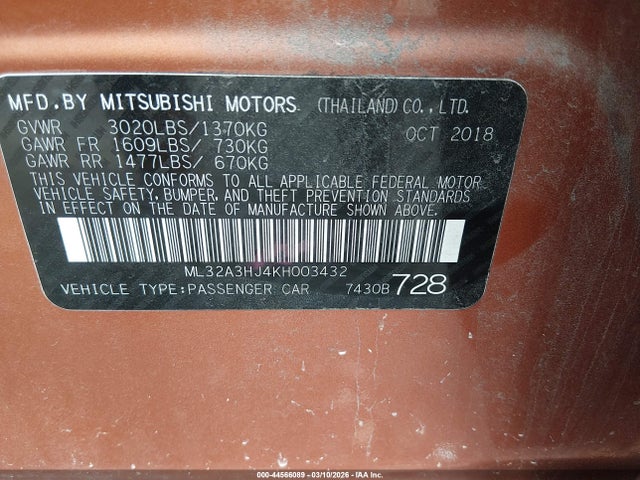 MFD. BY MITSUBISHI MOTORS (THAILAND) CO., LTD.
GVWR 3020LBS/1370KG OCT 2018
GAWR FR 1609LBS/ 730KG
GAWR RR 1477LBS/ 670KG
THIS VEHICLE CONFORMS TO ALL APPLICABLE FEDERAL MOTOR
VEHICLE SAFETY, BUMPER, AND THEFT PREVENTION STANDARDS
IN EFFECT ON THE DATE OF MANUFACTURE SHOWN ABOVE.
ML32A3HJ4KH003432
VEHICLE TYPE:PASSENGER CAR 7430B 728
000-44566089 - 03/10/2026 - IAA Inc.